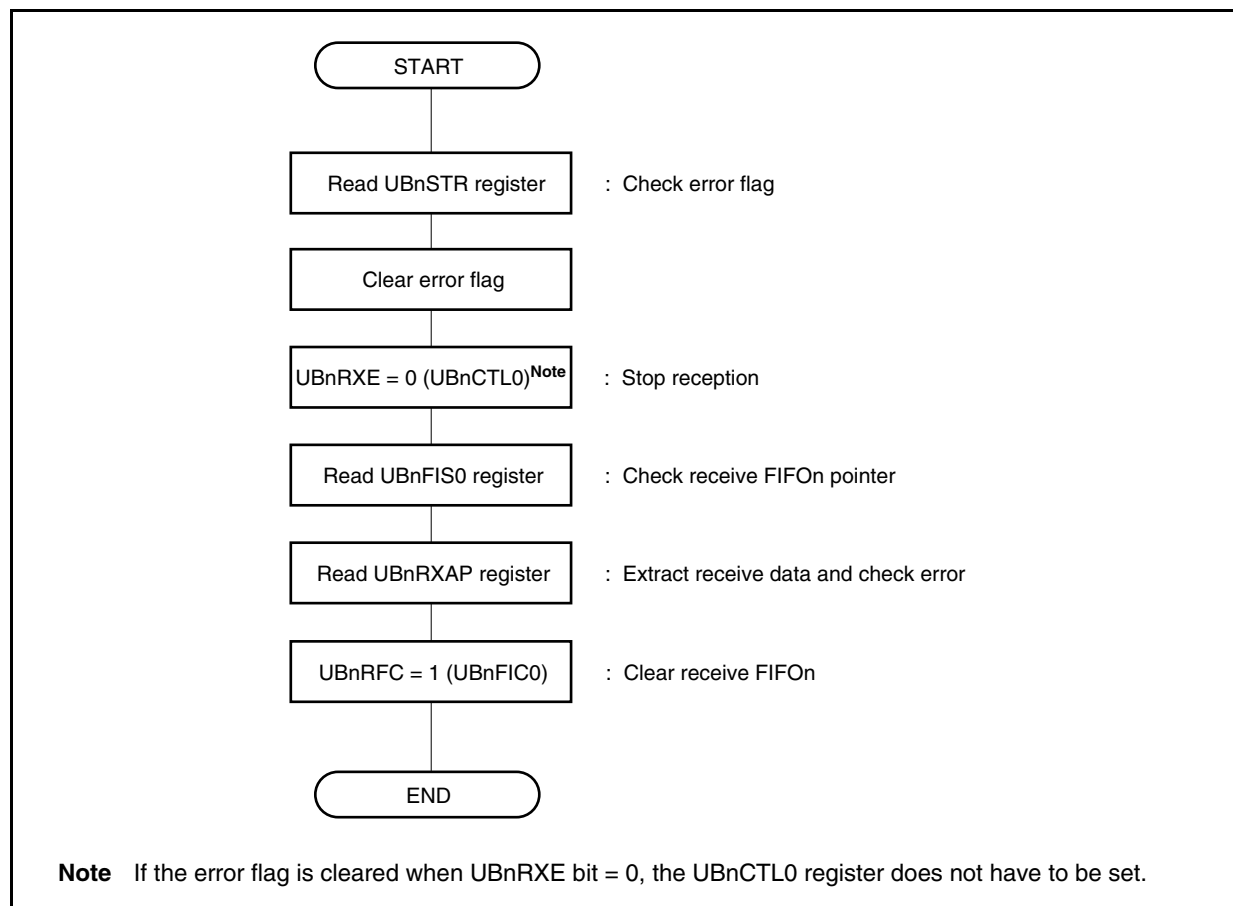 START
Read UBnSTR register : Check error flag
Clear error flag
UBnRXE = 0 (UBnCTL0)Note : Stop reception
Read UBnFIS0 register : Check receive FIFOn pointer
Read UBnRXAP register : Extract receive data and check error
UBnRFC = 1 (UBnFIC0) : Clear receive FIFOn
END
Note If the error flag is cleared when UBnRXE bit = 0, the UBnCTL0 register does not have to be set.